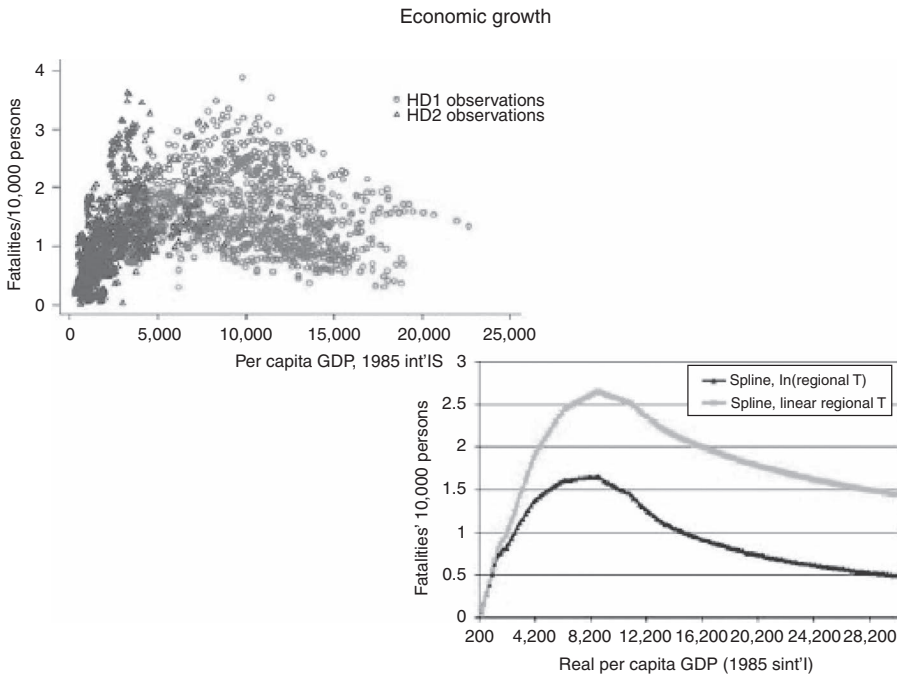 Economic growth
4
3
2
1
0
Fatalities/10,000 persons
HD1 observations
HD2 observations
0 5,000 10,000 15,000 20,000 25,000
Per capita GDP, 1985 int'IS
3
2.5
2
1.5
1
0.5
0
Fatalities' 10,000 persons
Spline, In(regional T)
Spline, linear regional T
200 4,200 8,200 12,200 16,200 20,200 24,200 28,200
Real per capita GDP (1985 sint'I)